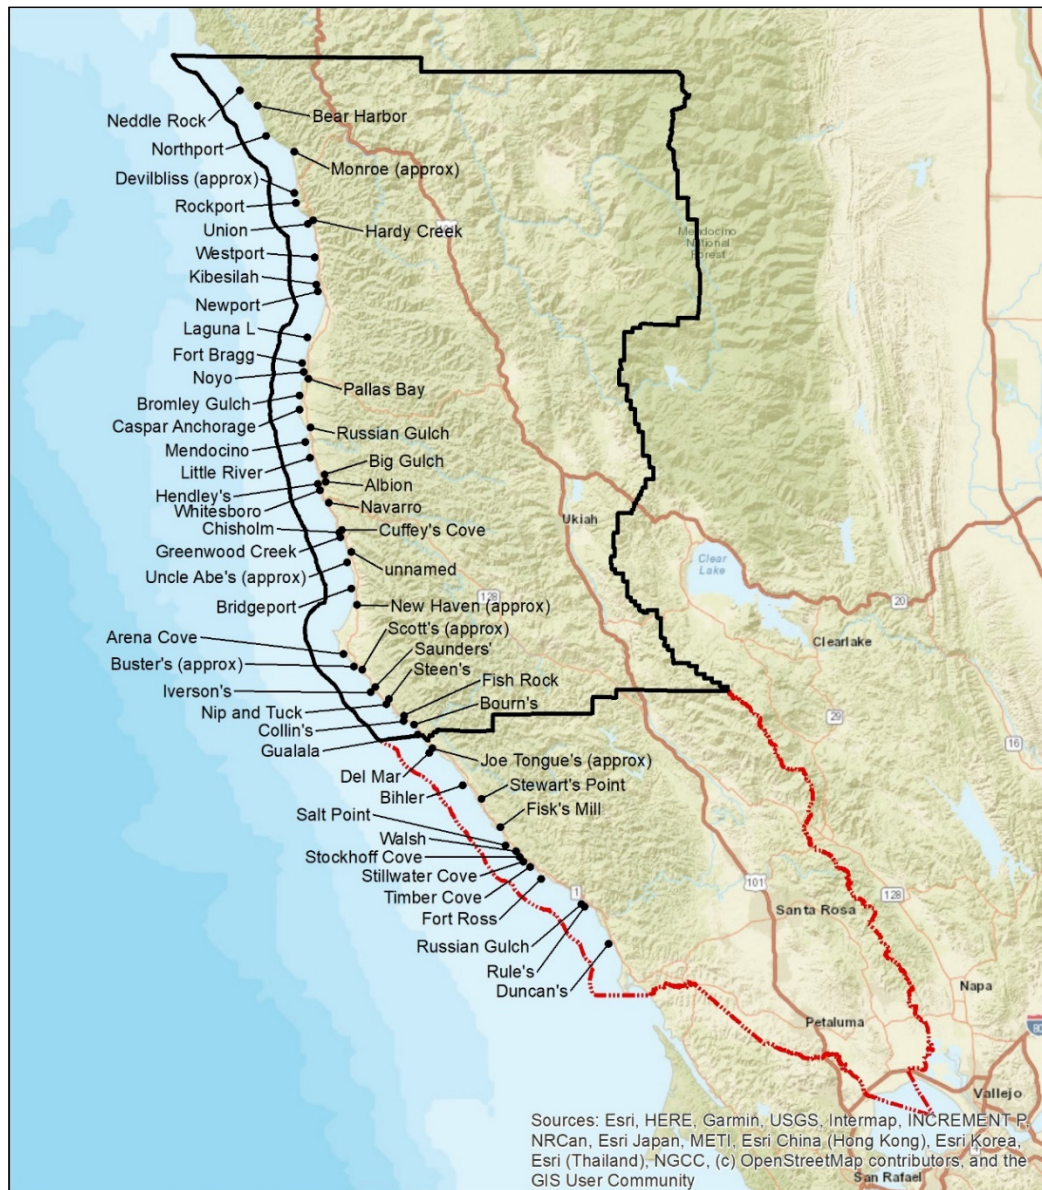 Neddle Rock
Bear Harbor
Northport
Monroe (approx)
Devilbliss (approx)
Rockport
Union
Hardy Creek
101
Mendocino
National
Forest
Westport
Kibesilah
Newport
Laguna L
Fort Bragg
Noyo
Pallas Bay
Bromley Gulch
Caspar Anchorage
Russian Gulch
Mendocino
Little River
Big Gulch
Hendley's
Albion
Whitesboro
Navarro
Chisholm
Cuffey's Cove
Ukiah
Greenwood Creek
unnamed
Clear
Lake
Uncle Abe's (approx)
Bridgeport
128
20
New Haven (approx)
Scott's (approx)
Clearlake
Arena Cove
Saunders'
Buster's (approx)
Steen's
Iverson's
Fish Rock
Nip and Tuck
Bourn's
Collin's
29
Gualala
16
Joe Tongue's (approx)
Del Mar
Bihler
Stewart's Point
Salt Point
Fisk's Mill
Walsh
Stockhoff Cove
Stillwater Cove
Timber Cove
101
128
1
Fort Ross
Santa Rosa
Russian Gulch
Rule's
Duncan's
Napa
Petaluma
80
Vallejo
Sources: Esri, HERE, Garmin, USGS, Intermap, INCREMENT P,
NRCan, Esri Japan, METI, Esri China (Hong Kong), Esri Korea,
Esri (Thailand), NGCC, (c) OpenStreetMap contributors, and the
GIS User Community
San Rafael
4